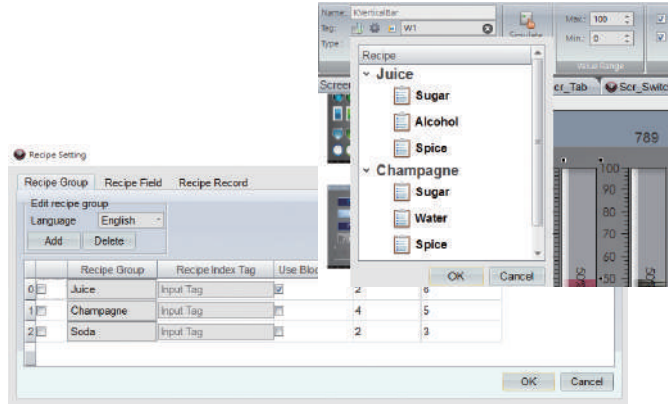 Name: KVerticalBar
Tag: W1
Type:
Simulate
Max.: 100
Min.: 0
Value Range
Recipe
Juice
Sugar
Alcohol
Spice
Champagne
Sugar
Water
Spice
OK Cancel
Screen
cr_Tab Scr_Switc
789
100
90
80
70
60
50
Recipe Setting
Recipe Group Recipe Field Recipe Record
Edit recipe group
Language English
Add Delete
Recipe Group Recipe Index Tag Use Bloc
0 Juice Input Tag 2 6
1 Champagne Input Tag 4 5
2 Soda Input Tag 2 3
OK Cancel